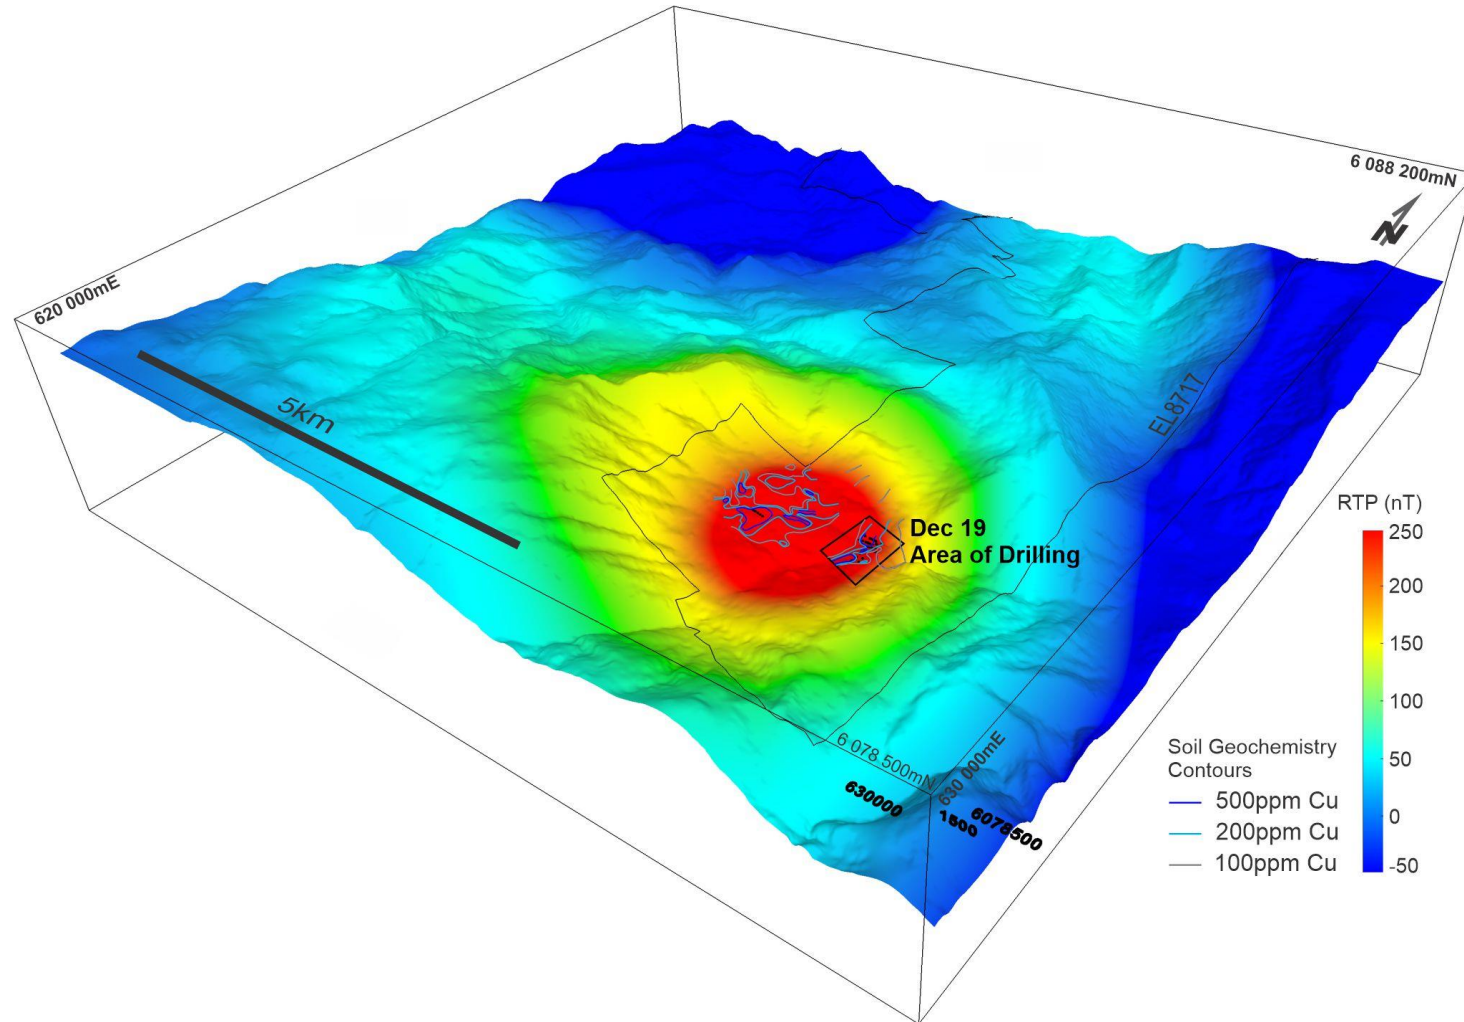 6 088 200mN
N
620 000mE
5km
EL8717
RTP (nT)
250
200
150
100
50
0
-50
Dec 19
Area of Drilling
6 078 500mN
630 000mE
630000
1500
6078500
Soil Geochemistry
Contours
500ppm Cu
200ppm Cu
100ppm Cu